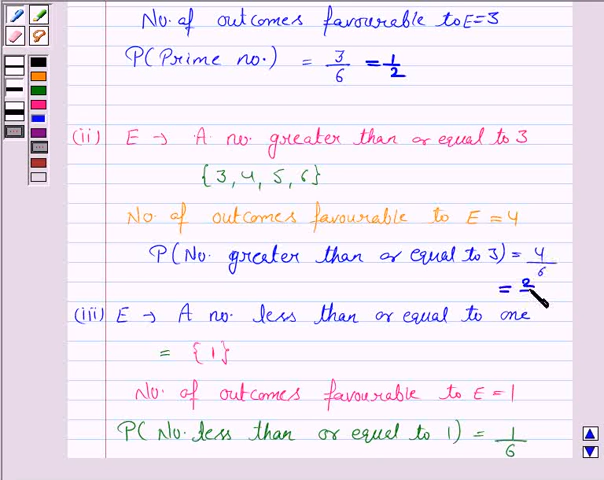 No. of outcomes favourable to E=3
P(Prime no.) = 3/6 = 1/2
(ii) E → A no. greater than or equal to 3
{3, 4, 5, 6}
No. of outcomes favourable to E = 4
P(No. greater than or equal to 3) = 4/6
= 2
(iii) E → A no. less than or equal to one
= {1}
No. of outcomes favourable to E = 1
P( No. less than or equal to 1) = 1/6